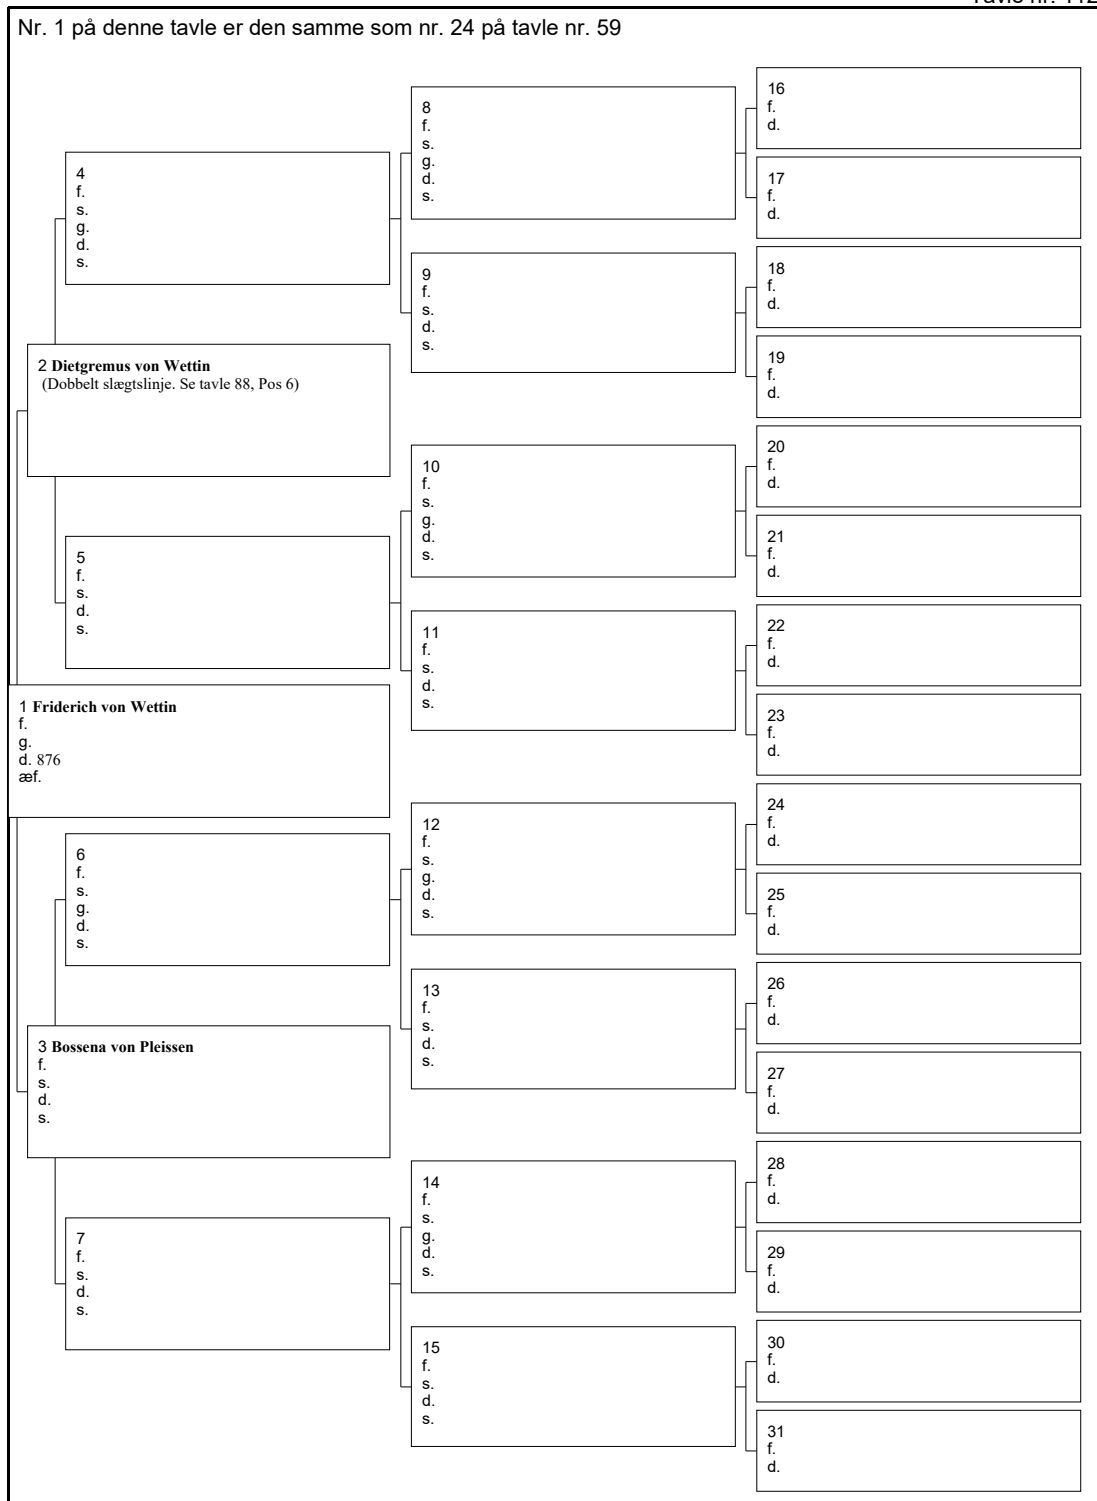 Tavle nr.
Nr. 1 på denne tavle er den samme som nr. 24 på tavle nr. 59
1 Friderich von Wettin
f.
g.
d. 876
æf.
2 Dietgremus von Wettin
(Dobbelt slægtslinje. Se tavle 88, Pos 6)
3 Bossena von Pleissen
f.
s.
d.
s.
4
f.
s.
g.
d.
s.
5
f.
s.
d.
s.
6
f.
s.
g.
d.
s.
7
f.
s.
d.
s.
8
f.
s.
g.
d.
s.
9
f.
s.
d.
s.
10
f.
s.
g.
d.
s.
11
f.
s.
d.
s.
12
f.
s.
g.
d.
s.
13
f.
s.
d.
s.
14
f.
s.
g.
d.
s.
15
f.
s.
d.
s.
16
f.
d.
17
f.
d.
18
f.
d.
19
f.
d.
20
f.
d.
21
f.
d.
22
f.
d.
23
f.
d.
24
f.
d.
25
f.
d.
26
f.
d.
27
f.
d.
28
f.
d.
29
f.
d.
30
f.
d.
31
f.
d.